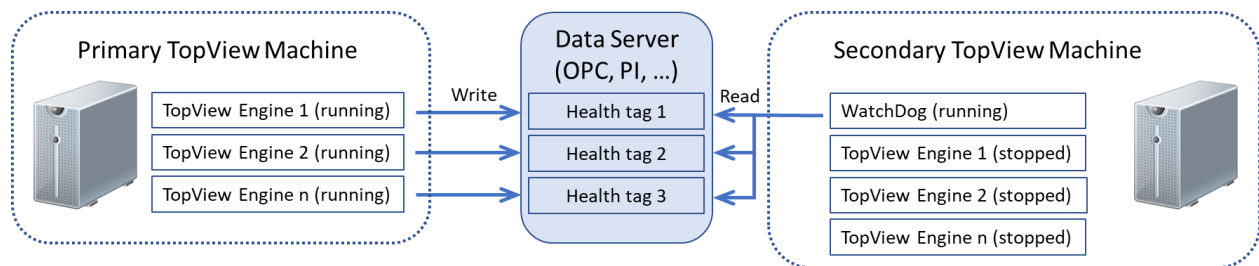 Primary TopView Machine
TopView Engine 1 (running)
TopView Engine 2 (running)
TopView Engine n (running)
Write
Data Server
(OPC, PI, ...)
Health tag 1
Health tag 2
Health tag 3
Read
Secondary TopView Machine
WatchDog (running)
TopView Engine 1 (stopped)
TopView Engine 2 (stopped)
TopView Engine n (stopped)